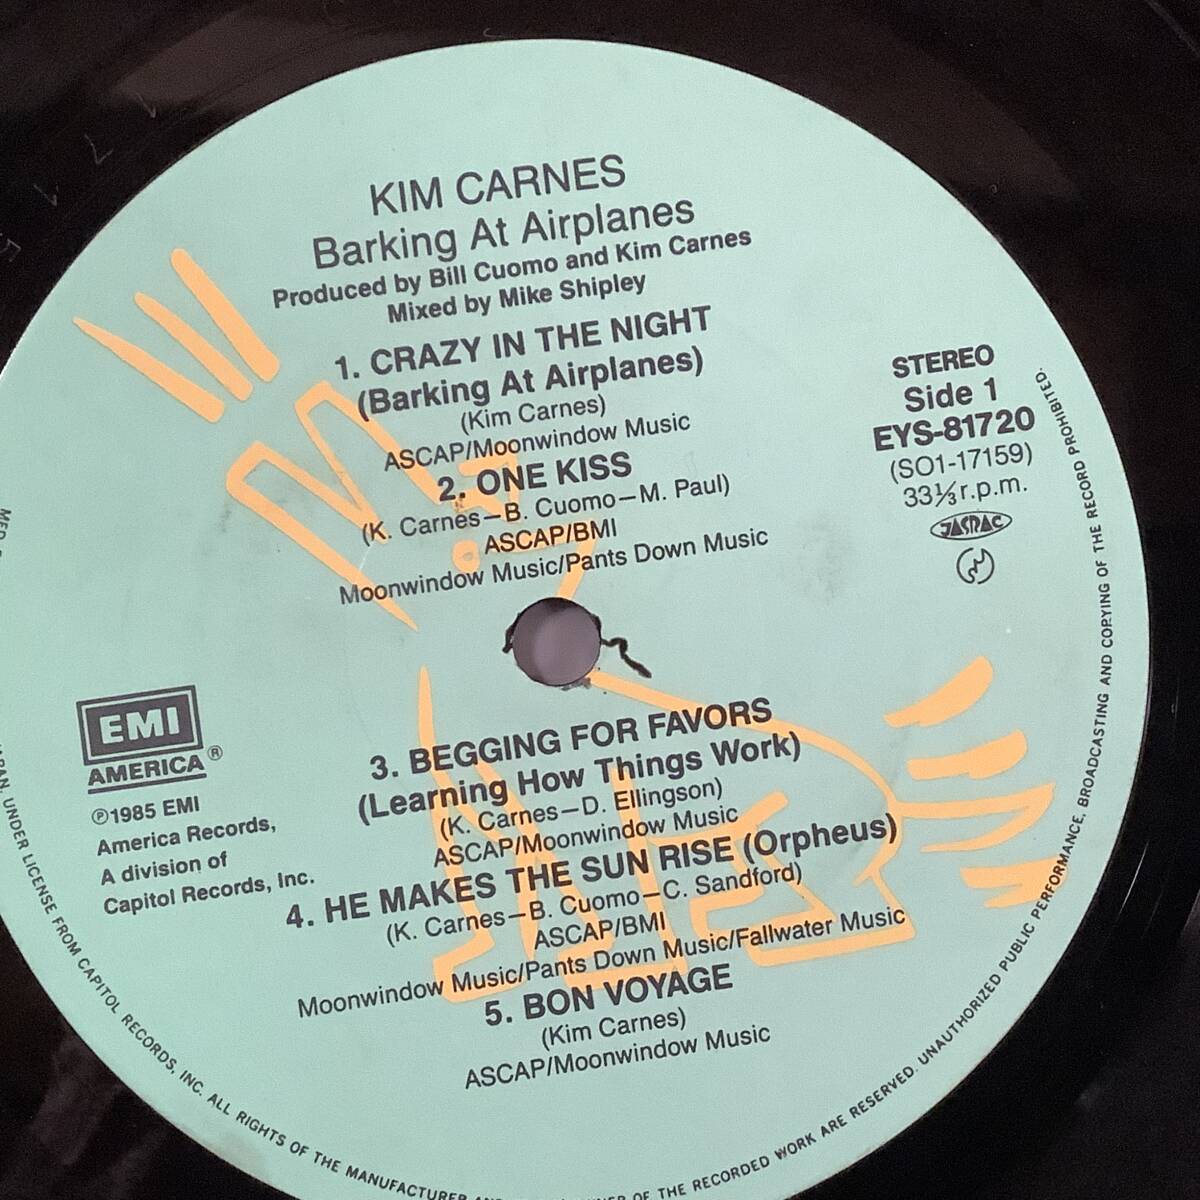 KIM CARNES
Barking At Airplanes
Produced by Bill Cuomo and Kim Carnes
Mixed by Mike Shipley
1. CRAZY IN THE NIGHT
(Barking At Airplanes)
(Kim Carnes)
ASCAP/Moonwindow Music
2. ONE KISS
(K. Carnes–B. Cuomo–M. Paul)
ASCAP/BMI
Moonwindow Music/Pants Down Music
STEREO
Side 1
EYS-81720
(SO1-17159)
33⅓ r.p.m.
JASRAC
EMI
AMERICA®
℗1985 EMI
America Records,
A division of
Capitol Records, Inc.
3. BEGGING FOR FAVORS
(Learning How Things Work)
(K. Carnes–D. Ellingson)
ASCAP/Moonwindow Music
4. HE MAKES THE SUN RISE (Orpheus)
(K. Carnes–B. Cuomo–C. Sandford)
ASCAP/BMI
Moonwindow Music/Pants Down Music/Fallwater Music
5. BON VOYAGE
(Kim Carnes)
ASCAP/Moonwindow Music
JAPAN, UNDER LICENSE FROM CAPITOL RECORDS, INC. ALL RIGHTS OF THE MANUFACTURER AND OF THE RECORDED WORK ARE RESERVED. UNAUTHORIZED PUBLIC PERFORMANCE, BROADCASTING AND COPYING OF THE RECORD PROHIBITED.